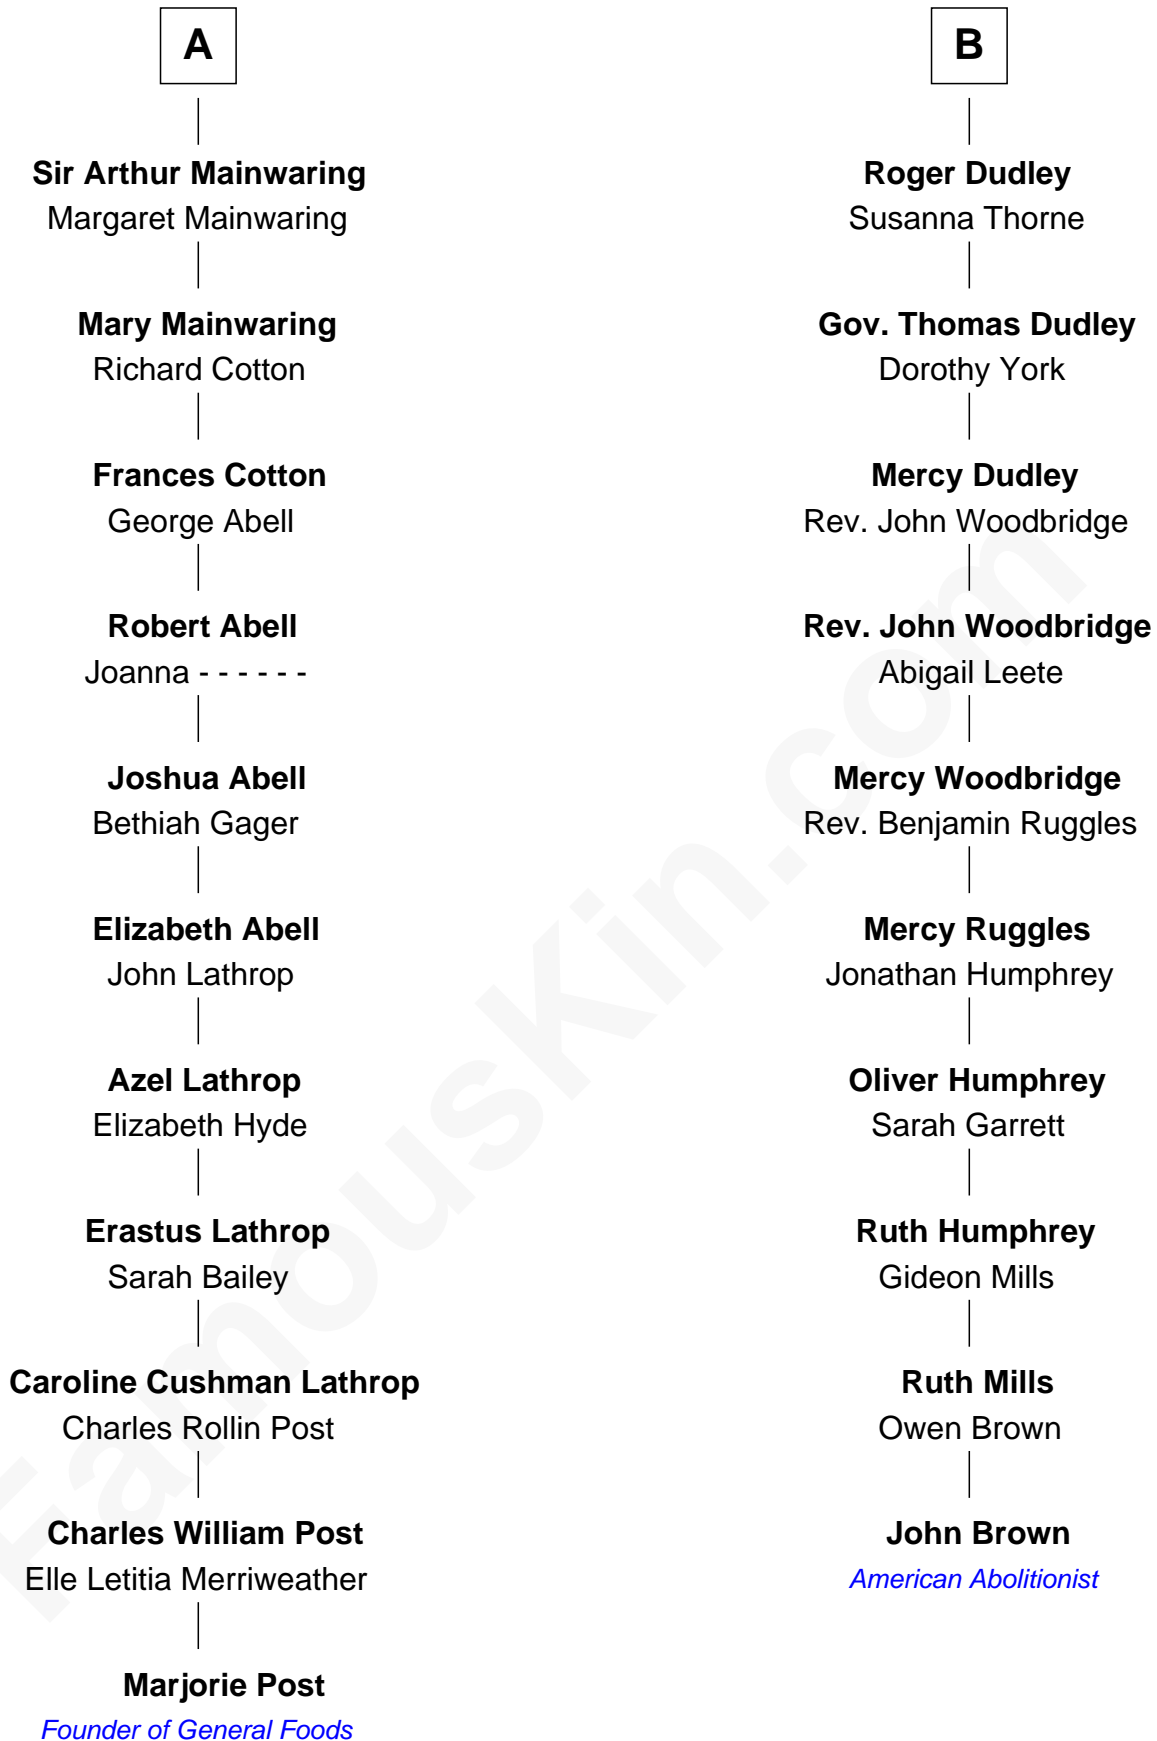 A
Sir Arthur Mainwaring
Margaret Mainwaring
Mary Mainwaring
Richard Cotton
Frances Cotton
George Abell
Robert Abell
Joanna - - - - - -
Joshua Abell
Bethiah Gager
Elizabeth Abell
John Lathrop
Azel Lathrop
Elizabeth Hyde
Erastus Lathrop
Sarah Bailey
Caroline Cushman Lathrop
Charles Rollin Post
Charles William Post
Elle Letitia Merriweather
Marjorie Post
Founder of General Foods
B
Roger Dudley
Susanna Thorne
Gov. Thomas Dudley
Dorothy York
Mercy Dudley
Rev. John Woodbridge
Rev. John Woodbridge
Abigail Leete
Mercy Woodbridge
Rev. Benjamin Ruggles
Mercy Ruggles
Jonathan Humphrey
Oliver Humphrey
Sarah Garrett
Ruth Humphrey
Gideon Mills
Ruth Mills
Owen Brown
John Brown
American Abolitionist
FamousKin.com